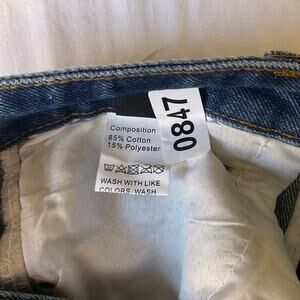 0847
Composition
85% Cotton
15% Polyester
WASH WITH LIKE
COLORS. WASH